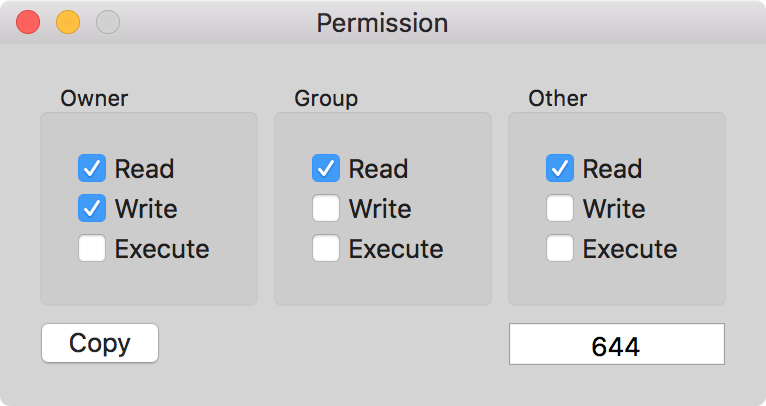 Permission
Owner Group Other
Read Read Read
Write Write Write
Execute Execute Execute
Copy 644